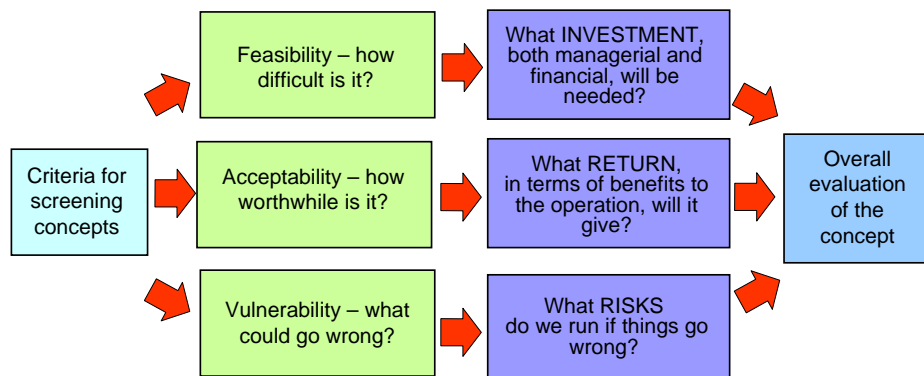 Criteria for
screening
concepts
Feasibility – how
difficult is it?
What INVESTMENT,
both managerial and
financial, will be
needed?
Acceptability – how
worthwhile is it?
What RETURN,
in terms of benefits to
the operation, will it
give?
Vulnerability – what
could go wrong?
What RISKS
do we run if things go
wrong?
Overall
evaluation
of the
concept